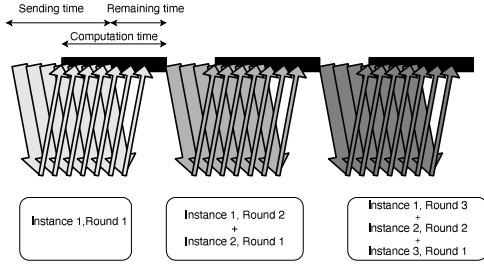 Sending time
Remaining time
Computation time
Instance 1,Round 1
Instance 1, Round 2
+
Instance 2, Round 1
Instance 1, Round 3
+
Instance 2, Round 2
+
Instance 3, Round 1